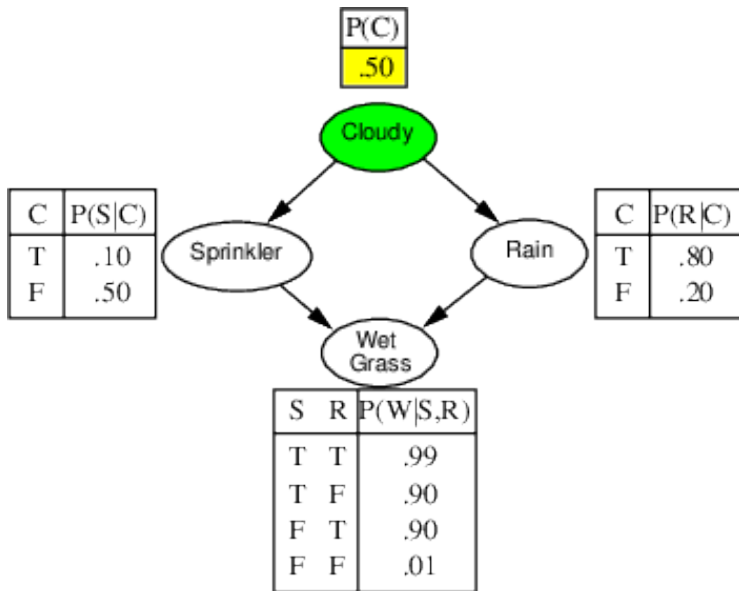 P(C)
.50
Cloudy
C P(S|C)
T .10
F .50
Sprinkler
Rain
C P(R|C)
T .80
F .20
Wet
Grass
S R P(W|S,R)
T T .99
T F .90
F T .90
F F .01